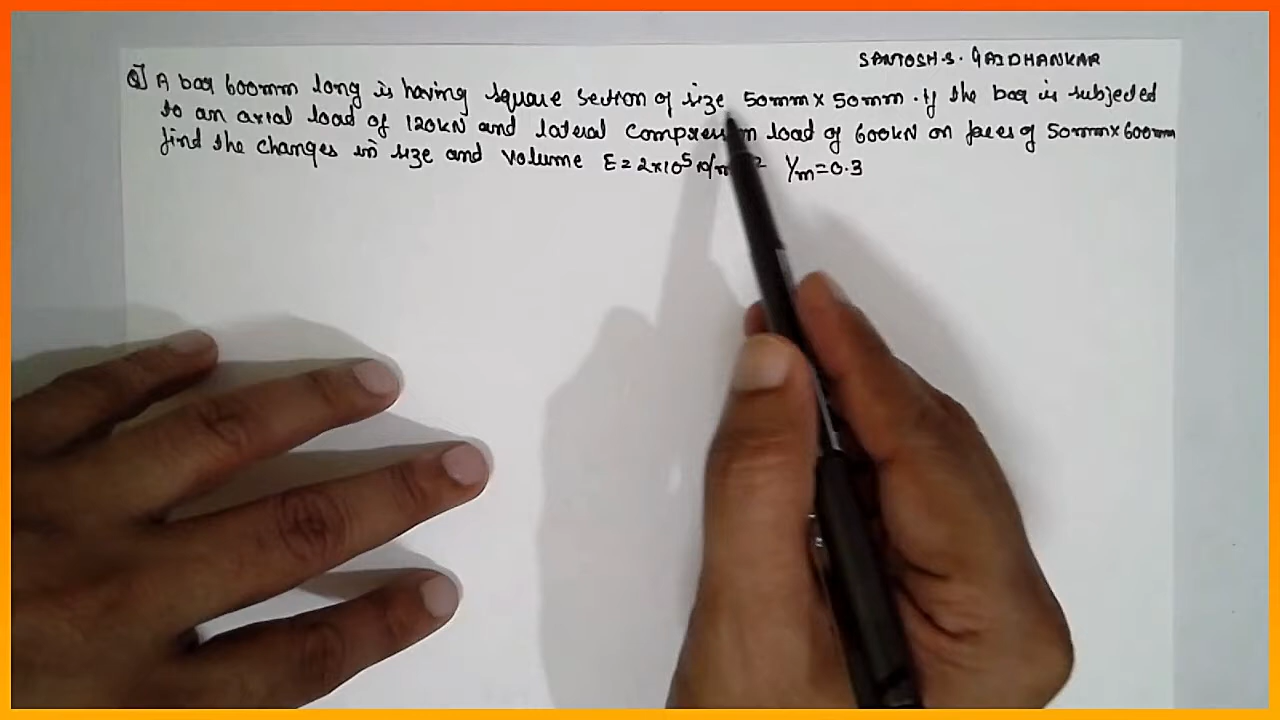 SANTOSH.S. GAIDHANKAR
Q] A bar 600mm long is having square section of size 50mm x 50mm. If the bar is subjected
to an axial load of 120kN and lateral compression load of 600kN on faces of 50mm x 600mm
find the changes in size and volume E = 2x10⁵ N/m 2 1/m = 0.3